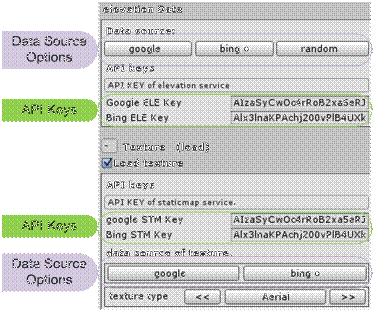 elevation Data
Data source:
Data Source
Options
google
bing o
random
API keys
API KEY of elevation service
API Keys
Google ELE Key
AIzaSyCwOc4rRoB2xaSeRJ
Bing ELE Key
Alx3lnaKPAchj200vPlB4UXk
- Texture (lead)
Load texture
API keys
API KEY of staticmap service.
API Keys
google STM Key
AIzaSyCwOc4rRoB2xaSaRJ
Bing STM Key
Alx3lnaKPAchj200vPlB4UXk
data source of texture.
Data Source
Options
google
bing o
texture type
<<
Aerial
>>